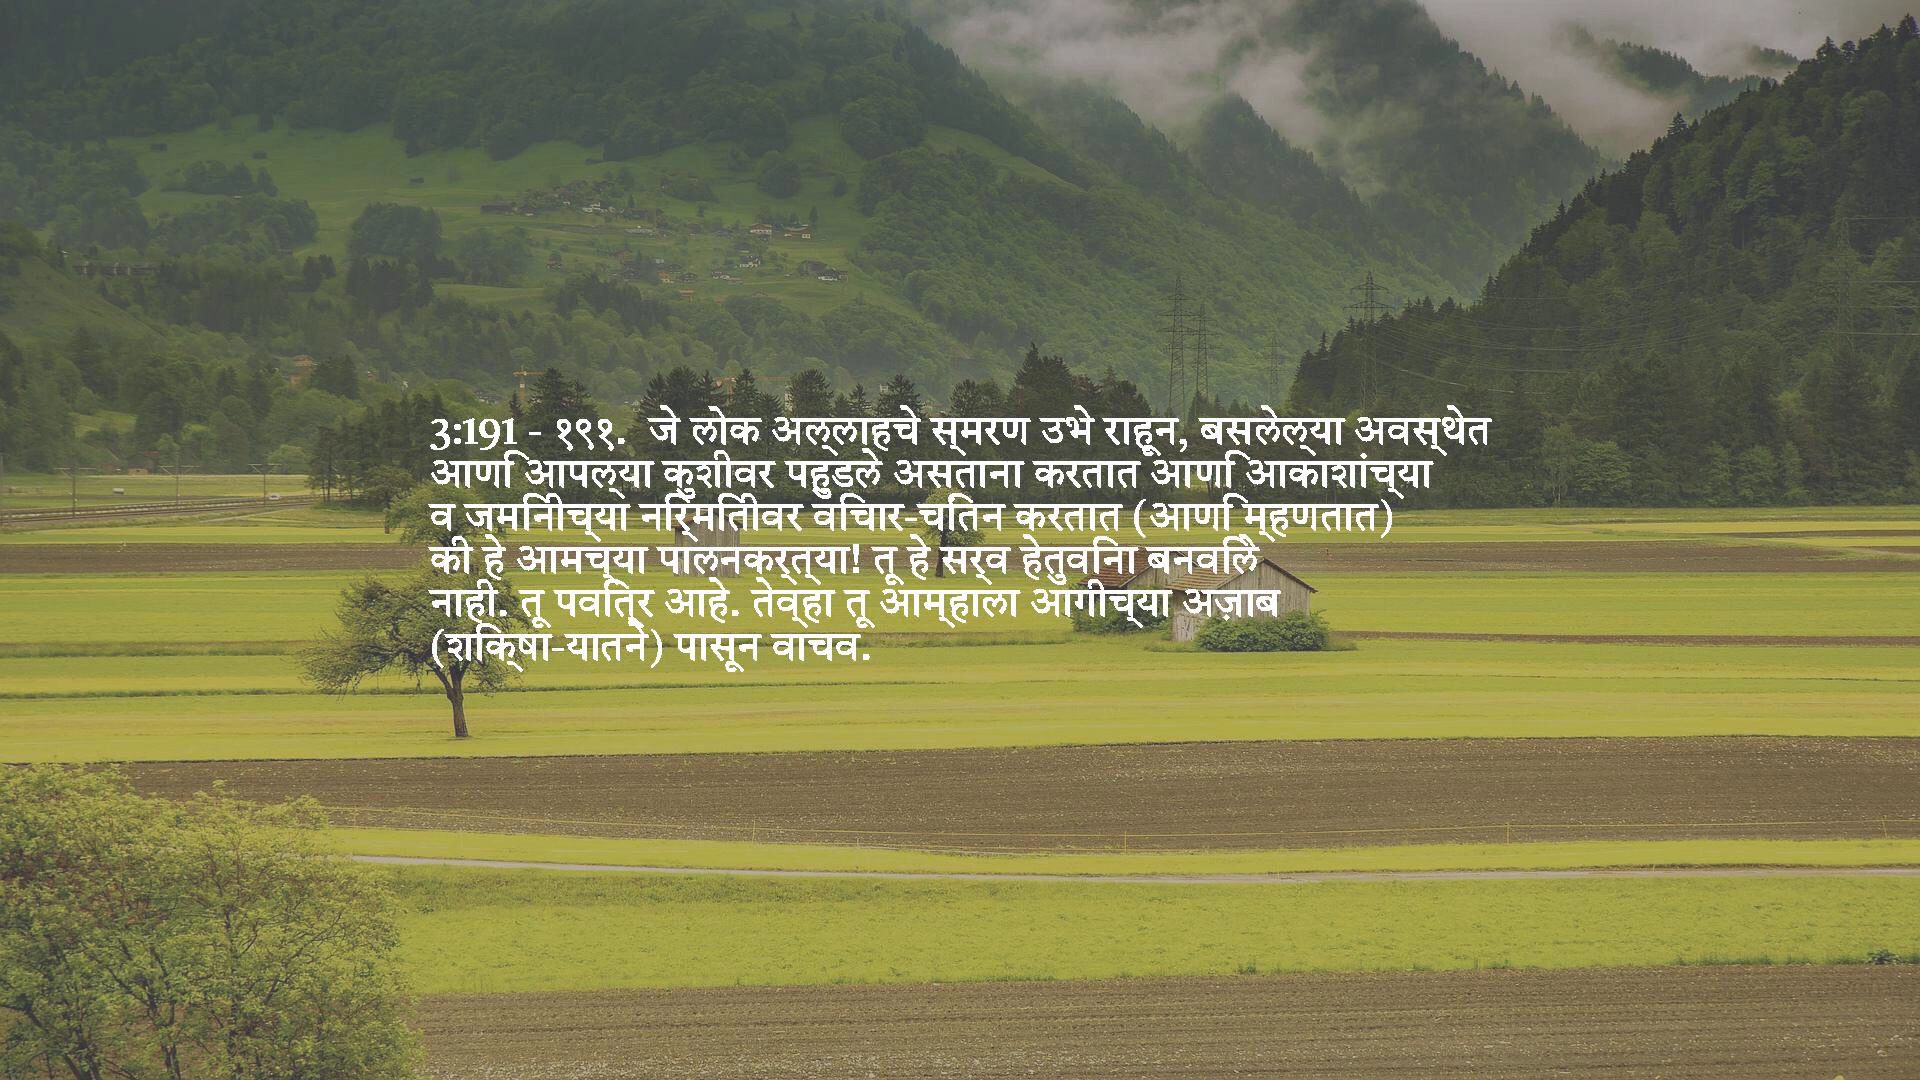 3:191 - १९१.  जे लोक अल्लाहचे स्मरण उभे राहून, बसलेल्या अवस्थेत
आणि आपल्या कुशीवर पहुडले असताना करतात आणि आकाशांच्या
व जमिनीच्या निर्मितीवर विचार-चिंतन करतात (आणि म्हणतात)
की हे आमच्या पालनकर्त्या! तू हे सर्व हेतुविना बनविले
नाही. तू पवित्र आहे. तेव्हा तू आम्हाला आगीच्या अज़ाब
(शिक्षा-यातने) पासून वाचव.